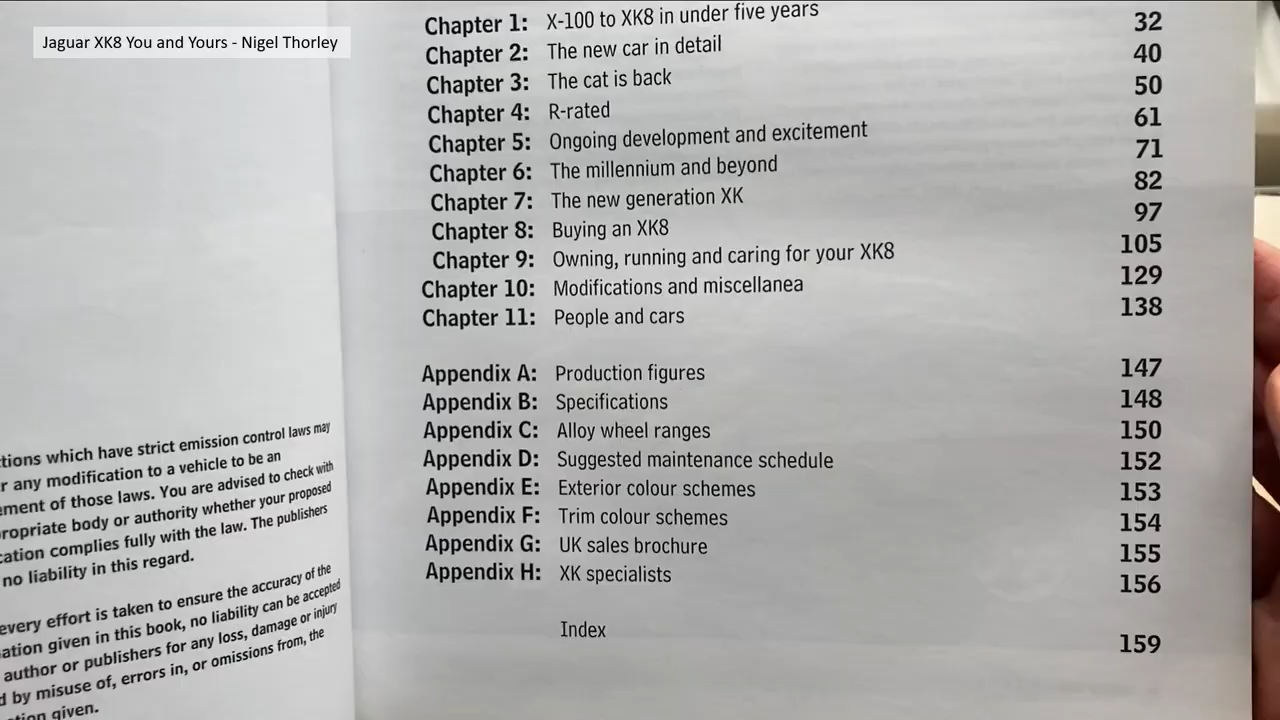 Jaguar XK8 You and Yours - Nigel Thorley
tions which have strict emission control laws may
r any modification to a vehicle to be an
ment of those laws. You are advised to check with
ropriate body or authority whether your proposed
cation complies fully with the law. The publishers
no liability in this regard.
every effort is taken to ensure the accuracy of the
ation given in this book, no liability can be accepted
author or publishers for any loss, damage or injury
d by misuse of, errors in, or omissions from, the
tion given.
Chapter 1: X-100 to XK8 in under five years
Chapter 2: The new car in detail 32
Chapter 3: The cat is back 40
Chapter 4: R-rated 50
Chapter 5: Ongoing development and excitement 61
Chapter 6: The millennium and beyond 71
Chapter 7: The new generation XK 82
Chapter 8: Buying an XK8 97
Chapter 9: Owning, running and caring for your XK8 105
Chapter 10: Modifications and miscellanea 129
Chapter 11: People and cars 138
Appendix A: Production figures 147
Appendix B: Specifications 148
Appendix C: Alloy wheel ranges 150
Appendix D: Suggested maintenance schedule 152
Appendix E: Exterior colour schemes 153
Appendix F: Trim colour schemes 154
Appendix G: UK sales brochure 155
Appendix H: XK specialists 156
Index 159